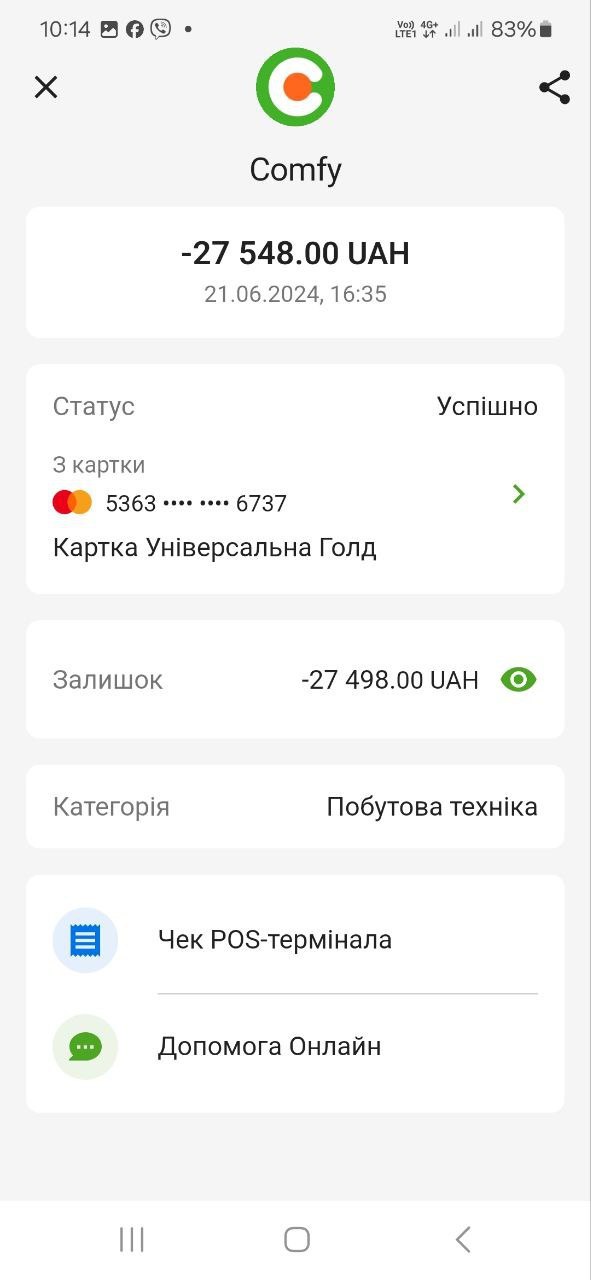 10:14
Vo)) 4G+ 83%
LTE1
Comfy
-27 548.00 UAH
21.06.2024, 16:35
Статус Успішно
З картки
5363 •••• •••• 6737
Картка Універсальна Голд
Залишок -27 498.00 UAH
Категорія Побутова техніка
Чек POS-термінала
Допомога Онлайн